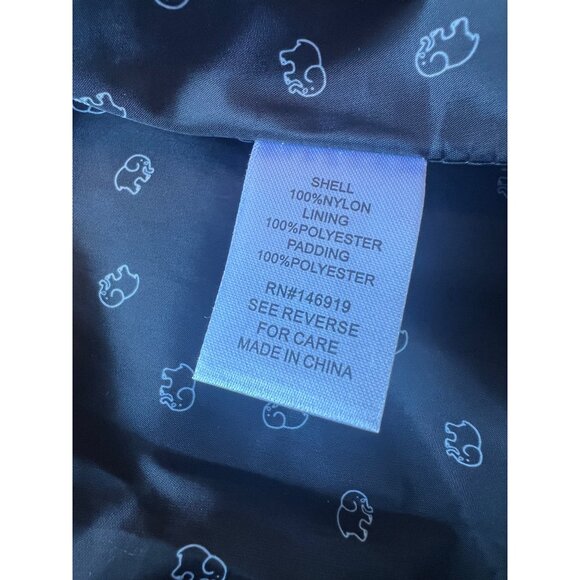 SHELL
100%NYLON
LINING
100%POLYESTER
PADDING
100%POLYESTER
RN#146919
SEE REVERSE
FOR CARE
MADE IN CHINA